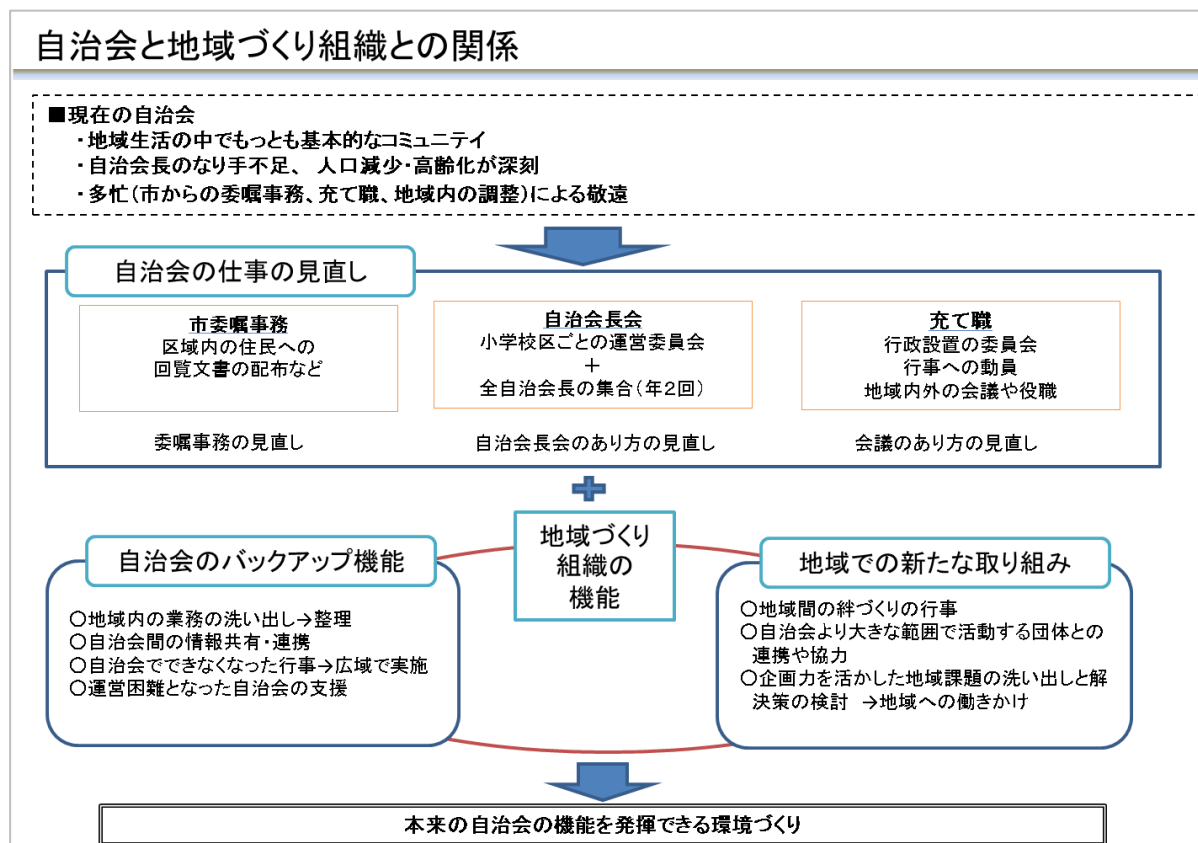 自治会と地域づくり組織との関係
■現在の自治会
・地域生活の中でもっとも基本的なコミュニテイ
・自治会長のなり手不足、 人口減少・高齢化が深刻
・多忙(市からの委嘱事務、充て職、地域内の調整)による敬遠
自治会の仕事の見直し
市委嘱事務
区域内の住民への
回覧文書の配布など
委嘱事務の見直し
自治会長会
小学校区ごとの運営委員会
＋
全自治会長の集合(年2回)
自治会長会のあり方の見直し
充て職
行政設置の委員会
行事への動員
地域内外の会議や役職
会議のあり方の見直し
地域づくり
組織の
機能
自治会のバックアップ機能
○地域内の業務の洗い出し→整理
○自治会間の情報共有・連携
○自治会でできなくなった行事→広域で実施
○運営困難となった自治会の支援
地域での新たな取り組み
○地域間の絆づくりの行事
○自治会より大きな範囲で活動する団体との
連携や協力
○企画力を活かした地域課題の洗い出しと解
決策の検討 →地域への働きかけ
本来の自治会の機能を発揮できる環境づくり